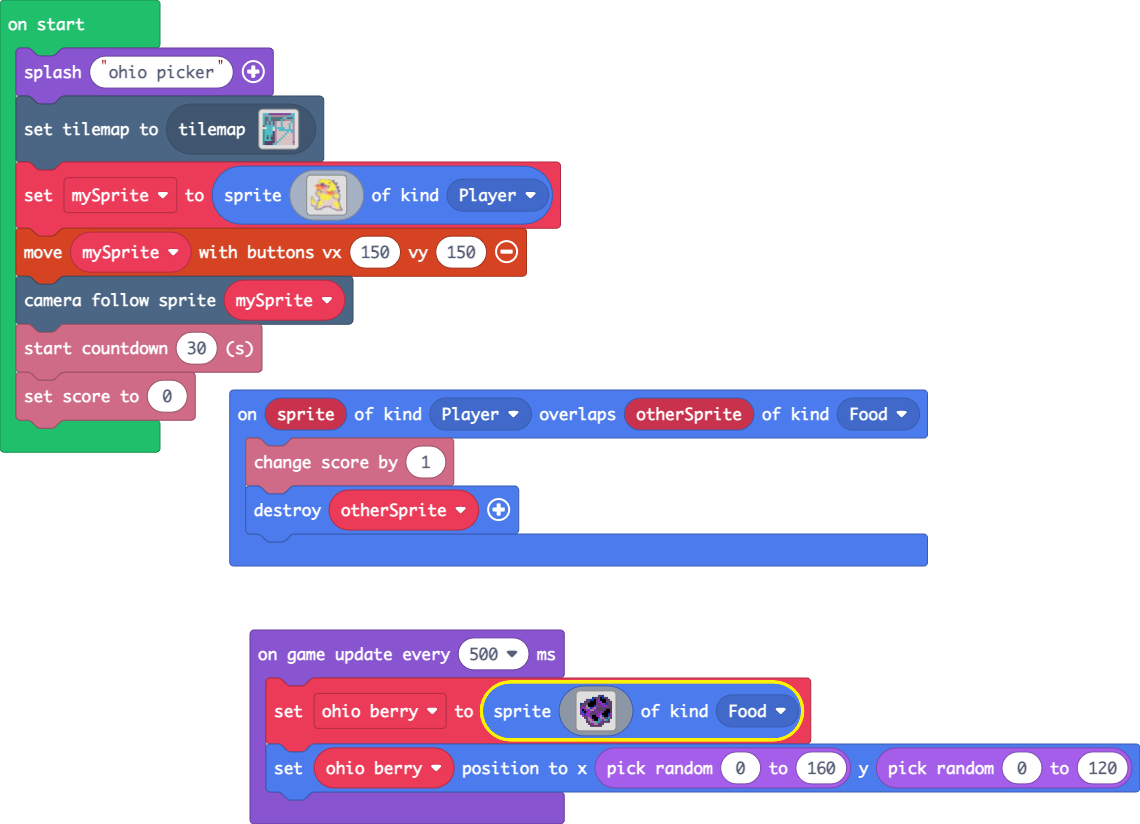 on start
splash "ohio picker"
set tilemap to tilemap
set mySprite to sprite of kind Player
move mySprite with buttons vx 150 vy 150
camera follow sprite mySprite
start countdown 30 (s)
set score to 0
on sprite of kind Player overlaps otherSprite of kind Food
change score by 1
destroy otherSprite
on game update every 500 ms
set ohio berry to sprite of kind Food
set ohio berry position to x pick random 0 to 160 y pick random 0 to 120